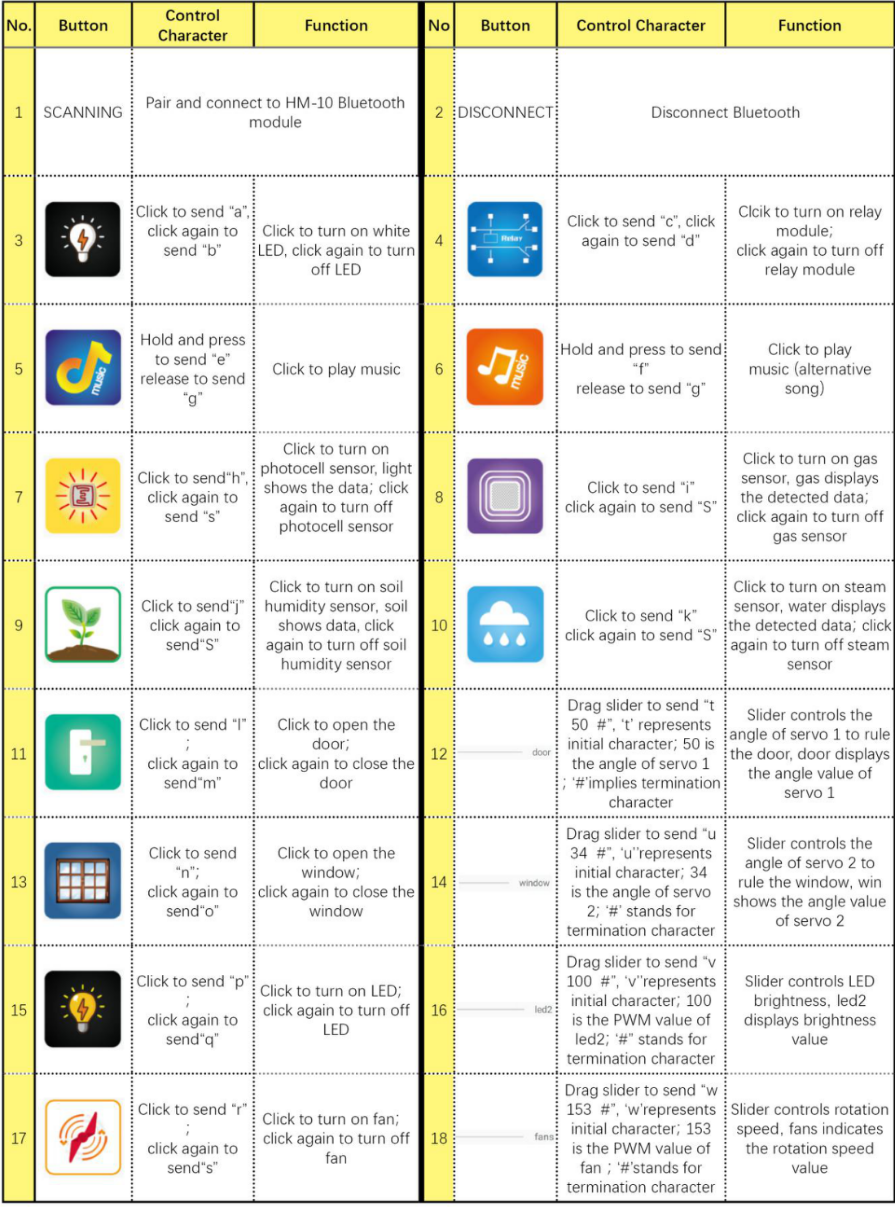 No.
Button
Control
Character
Function
No
Button
Control Character
Function
1
SCANNING
Pair and connect to HM-10 Bluetooth
module
2
DISCONNECT
Disconnect Bluetooth
3
Click to send “a”,
click again to
send “b”
Click to turn on white
LED, click again to turn
off LED
4
Relay
Click to send “c”, click
again to send “d”
Clcik to turn on relay
module;
click again to turn off
relay module
5
music
Hold and press
to send “e”
release to send
“g”
Click to play music
6
music
Hold and press to send
“f”
release to send “g”
Click to play
music (alternative
song)
7
Click to send“h”,
click again to
send “s”
Click to turn on
photocell sensor, light
shows the data; click
again to turn off
photocell sensor
8
Click to send “i”
click again to send “S”
Click to turn on gas
sensor, gas displays
the detected data;
click again to turn off
gas sensor
9
Click to send“j”
click again to
send“S”
Click to turn on soil
humidity sensor, soil
shows data, click
again to turn off soil
humidity sensor
10
Click to send “k”
click again to send “S”
Click to turn on steam
sensor, water displays
the detected data; click
again to turn off steam
sensor
11
Click to send “l”
;
click again to
send“m”
Click to open the
door;
click again to close the
door
12
door
Drag slider to send “t
50 #”, ‘t’ represents
initial character; 50 is
the angle of servo 1
; ‘#’implies termination
character
Slider controls the
angle of servo 1 to rule
the door, door displays
the angle value of
servo 1
13
Click to send
“n”;
click again to
send“o”
Click to open the
window;
click again to close the
window
14
window
Drag slider to send “u
34 #”, ‘u’’represents
initial character; 34
is the angle of servo
2; ‘#’ stands for
termination character
Slider controls the
angle of servo 2 to
rule the window, win
shows the angle value
of servo 2
15
Click to send “p”
;
click again to
send“q”
Click to turn on LED;
click again to turn off
LED
16
led2
Drag slider to send “v
100 #”, ‘v’’represents
initial character; 100
is the PWM value of
led2; ‘#” stands for
termination character
Slider controls LED
brightness, led2
displays brightness
value
17
Click to send “r”
;
click again to
send“s”
Click to turn on fan;
click again to turn off
fan
18
fans
Drag slider to send “w
153 #”, ‘w’represents
initial character; 153
is the PWM value of
fan ; ‘#’stands for
termination character
Slider controls rotation
speed, fans indicates
the rotation speed
value